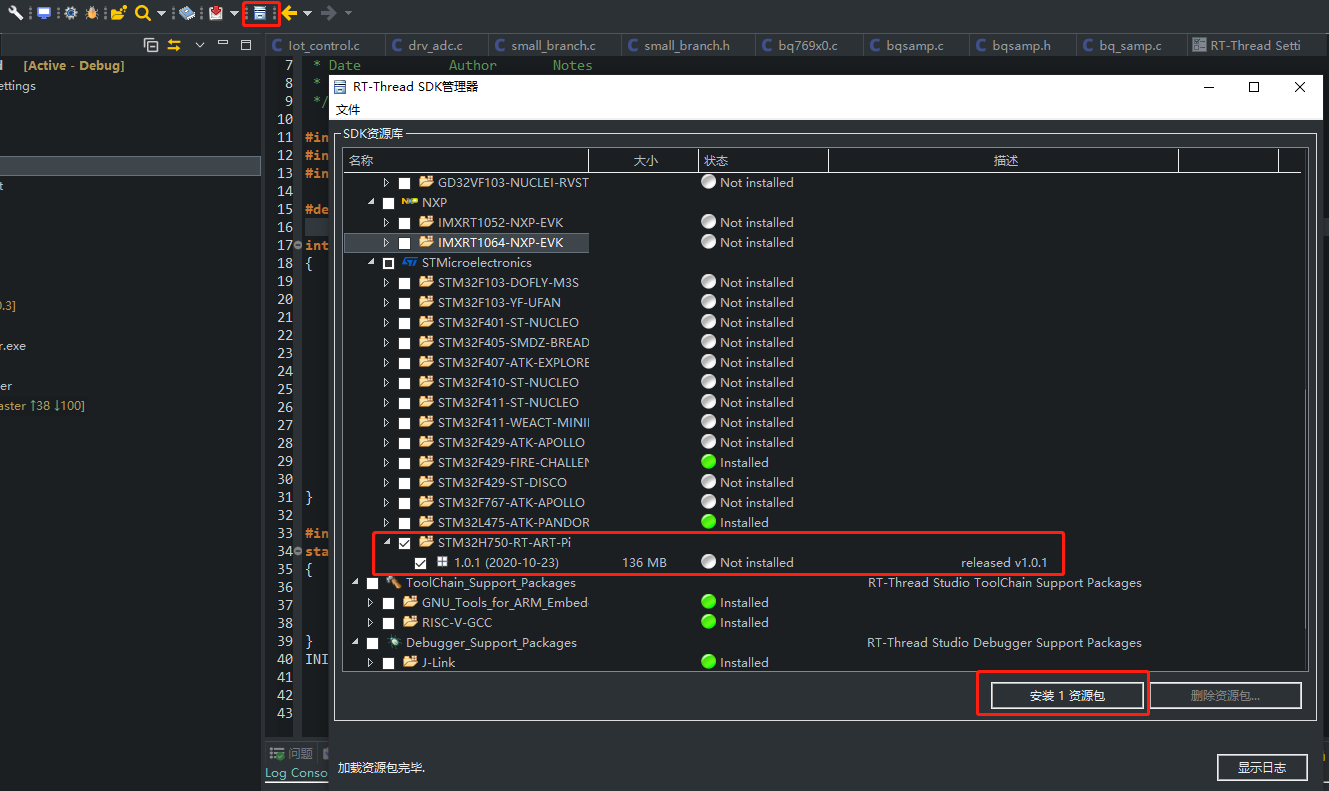 Iot_control.c drv_adc.c small_branch.c small_branch.h bq769x0.c bqsamp.c bqsamp.h bq_samp.c RT-Thread Setti
[Active - Debug]
ettings
0.3]
r.exe
er
aster ↑38 ↓100]
7 * Date Author Notes
8 *
9 */
10
11 #in
12 #in
13 #in
14
15 #de
16
17 int
18 {
19
20
21
22
23
24
25
26
27
28
29
30
31 }
32
33 #in
34 sta
35 {
36
37
38
39 }
40 INI
41
42
43
问题
Log Conso
RT-Thread SDK管理器
文件
SDK资源库
名称 大小 状态 描述
GD32VF103-NUCLEI-RVST Not installed
NXP
IMXRT1052-NXP-EVK Not installed
IMXRT1064-NXP-EVK Not installed
STMicroelectronics
STM32F103-DOFLY-M3S Not installed
STM32F103-YF-UFAN Not installed
STM32F401-ST-NUCLEO Not installed
STM32F405-SMDZ-BREAD Not installed
STM32F407-ATK-EXPLORE Not installed
STM32F410-ST-NUCLEO Not installed
STM32F411-ST-NUCLEO Not installed
STM32F411-WEACT-MINI Not installed
STM32F429-ATK-APOLLO Not installed
STM32F429-FIRE-CHALLEN Installed
STM32F429-ST-DISCO Not installed
STM32F767-ATK-APOLLO Not installed
STM32L475-ATK-PANDOR Installed
STM32H750-RT-ART-Pi
1.0.1 (2020-10-23) 136 MB Not installed released v1.0.1
ToolChain_Support_Packages RT-Thread Studio ToolChain Support Packages
GNU_Tools_for_ARM_Embed Installed
RISC-V-GCC Installed
Debugger_Support_Packages RT-Thread Studio Debugger Support Packages
J-Link Installed
安装 1 资源包 删除资源包...
加载资源包完毕.
显示日志